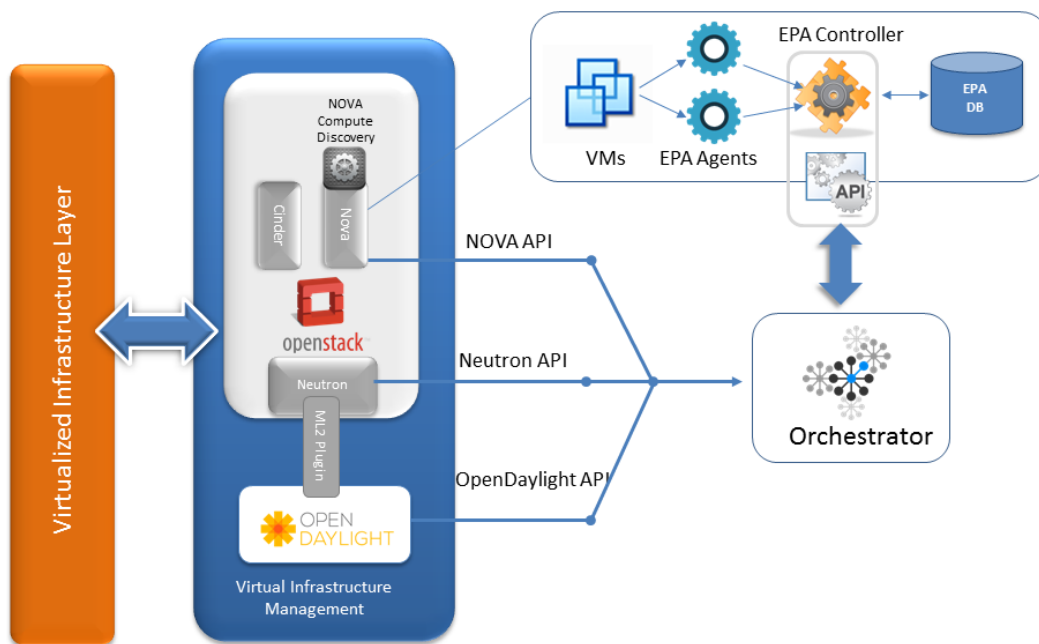 Virtualized Infrastructure Layer
NOVA
Compute
Discovery
Cinder
Nova
openstack™
Neutron
ML2 Plugin
OPEN
DAYLIGHT
Virtual Infrastructure
Management
NOVA API
Neutron API
OpenDaylight API
EPA Controller
VMs
EPA Agents
EPA
DB
API
Orchestrator